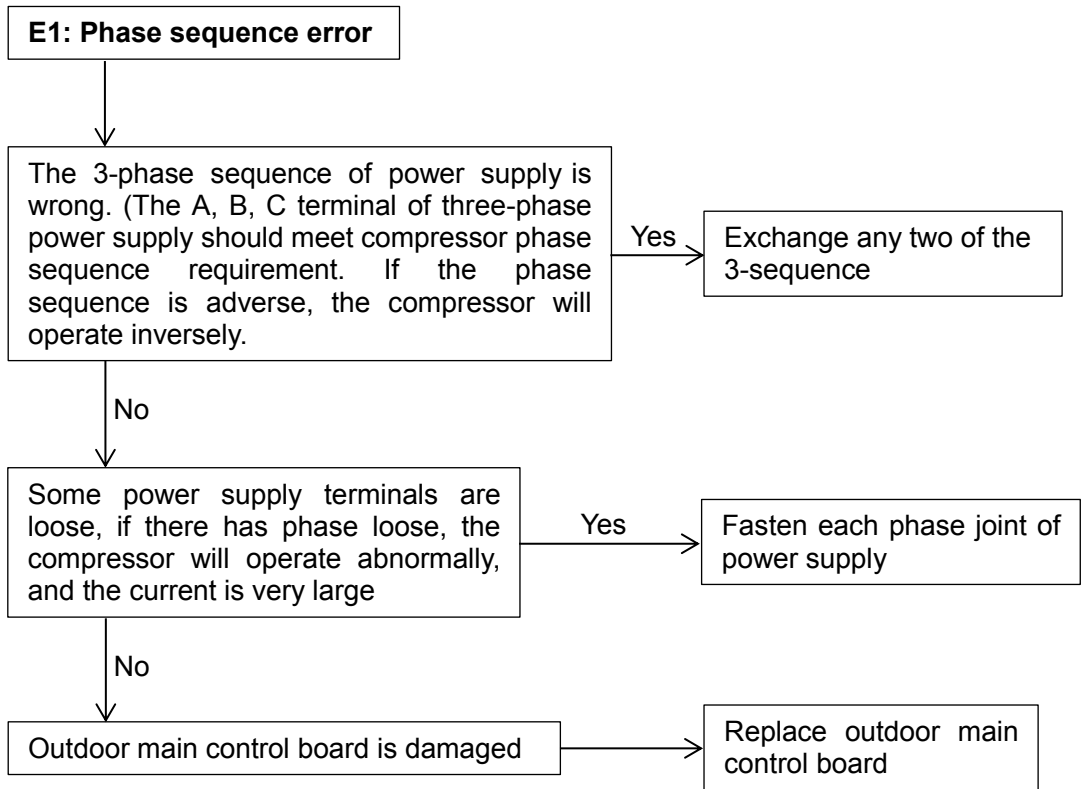 E1: Phase sequence error
The 3-phase sequence of power supply is
wrong. (The A, B, C terminal of three-phase
power supply should meet compressor phase
sequence requirement. If the phase
sequence is adverse, the compressor will
operate inversely.
Yes
Exchange any two of the
3-sequence
No
Some power supply terminals are
loose, if there has phase loose, the
compressor will operate abnormally,
and the current is very large
Yes
Fasten each phase joint of
power supply
No
Outdoor main control board is damaged
Replace outdoor main
control board